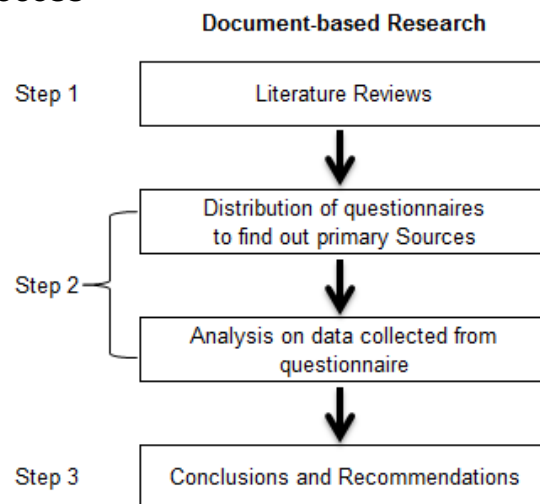 Document-based Research
Step 1
Literature Reviews
Distribution of questionnaires
to find out primary Sources
Step 2
Analysis on data collected from
questionnaire
Step 3
Conclusions and Recommendations